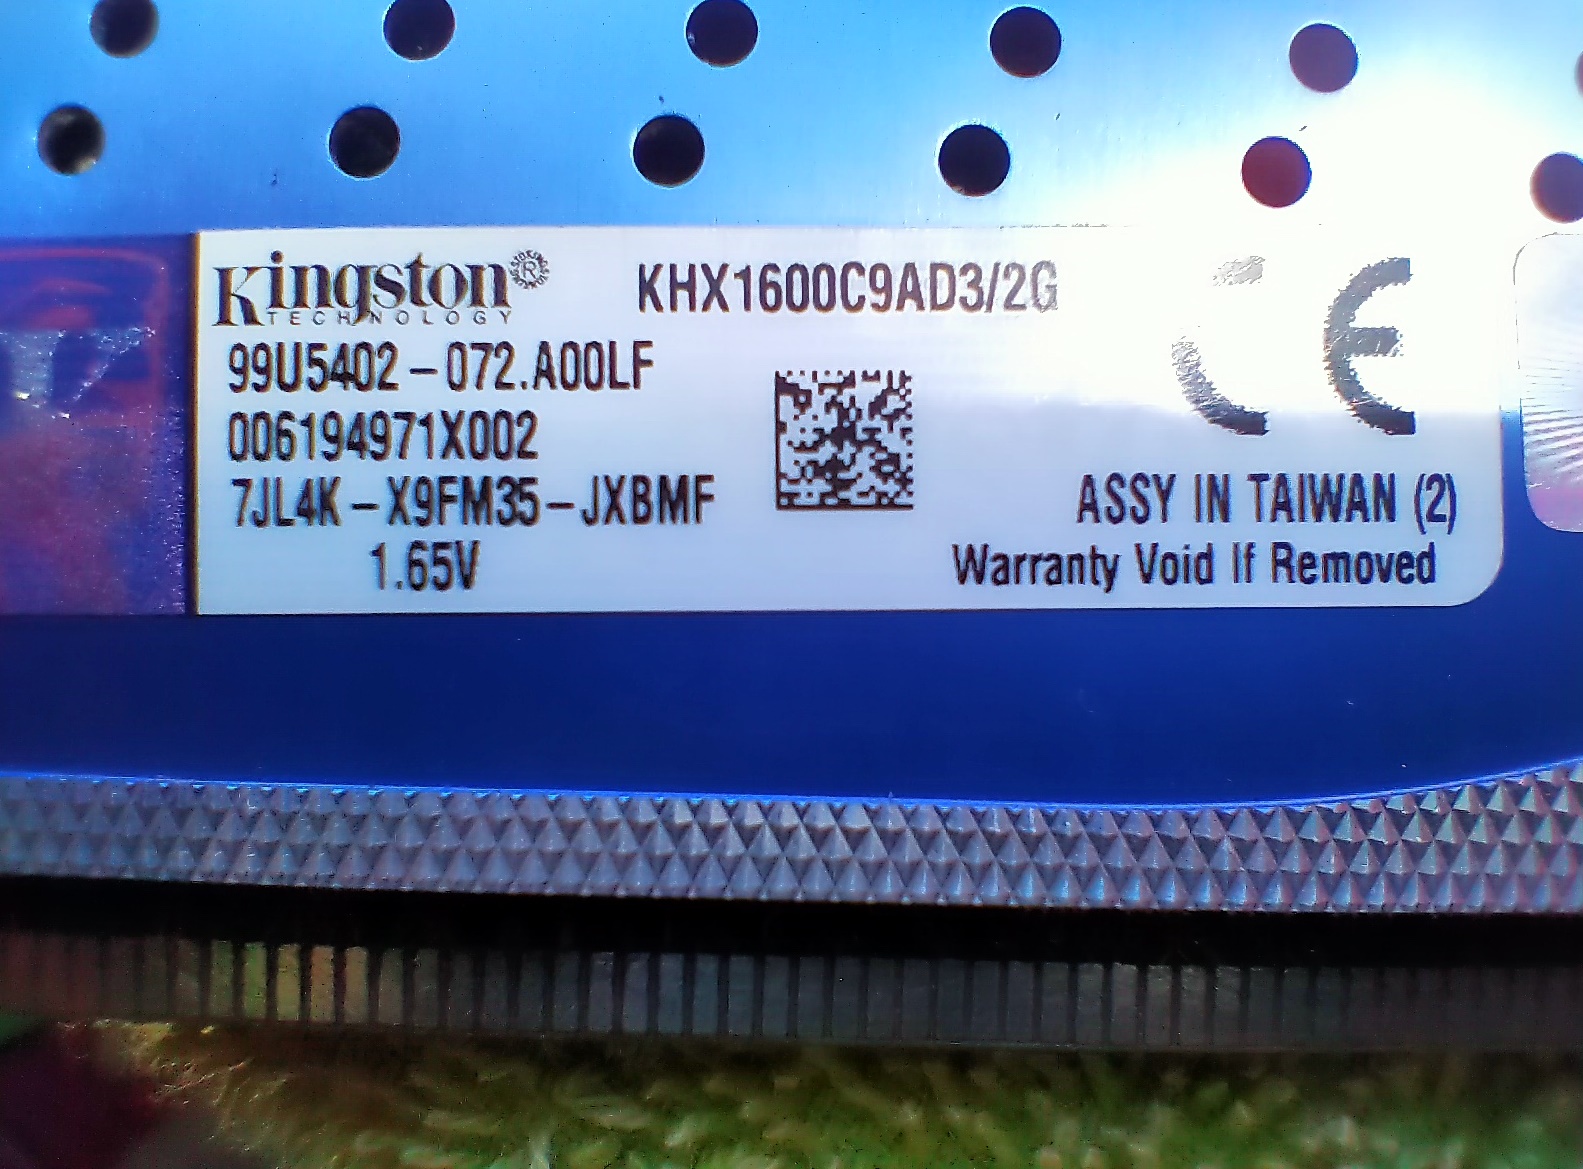 Kingston® KHX1600C9AD3/2G
TECHNOLOGY
99U5402-072.A00LF
006194971X002
7JL4K-X9FM35-JXBMF
1.65V
CE
ASSY IN TAIWAN (2)
Warranty Void If Removed